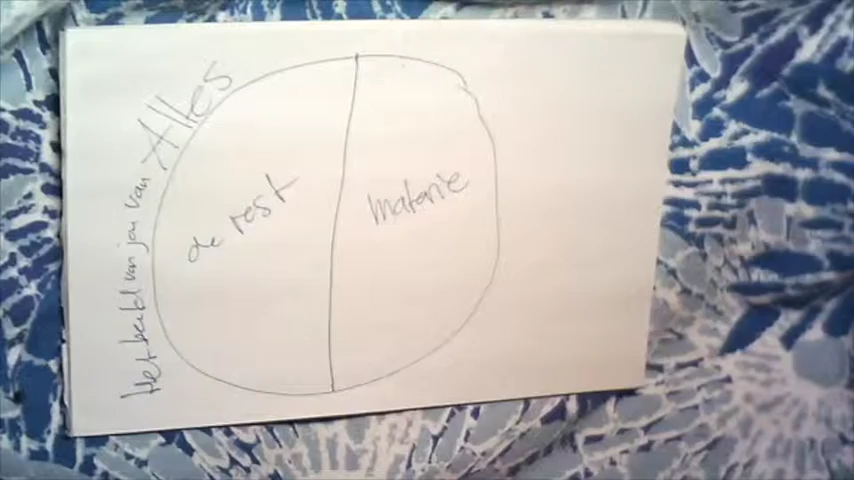 Het beeld van jou van Alles
de rest
materie